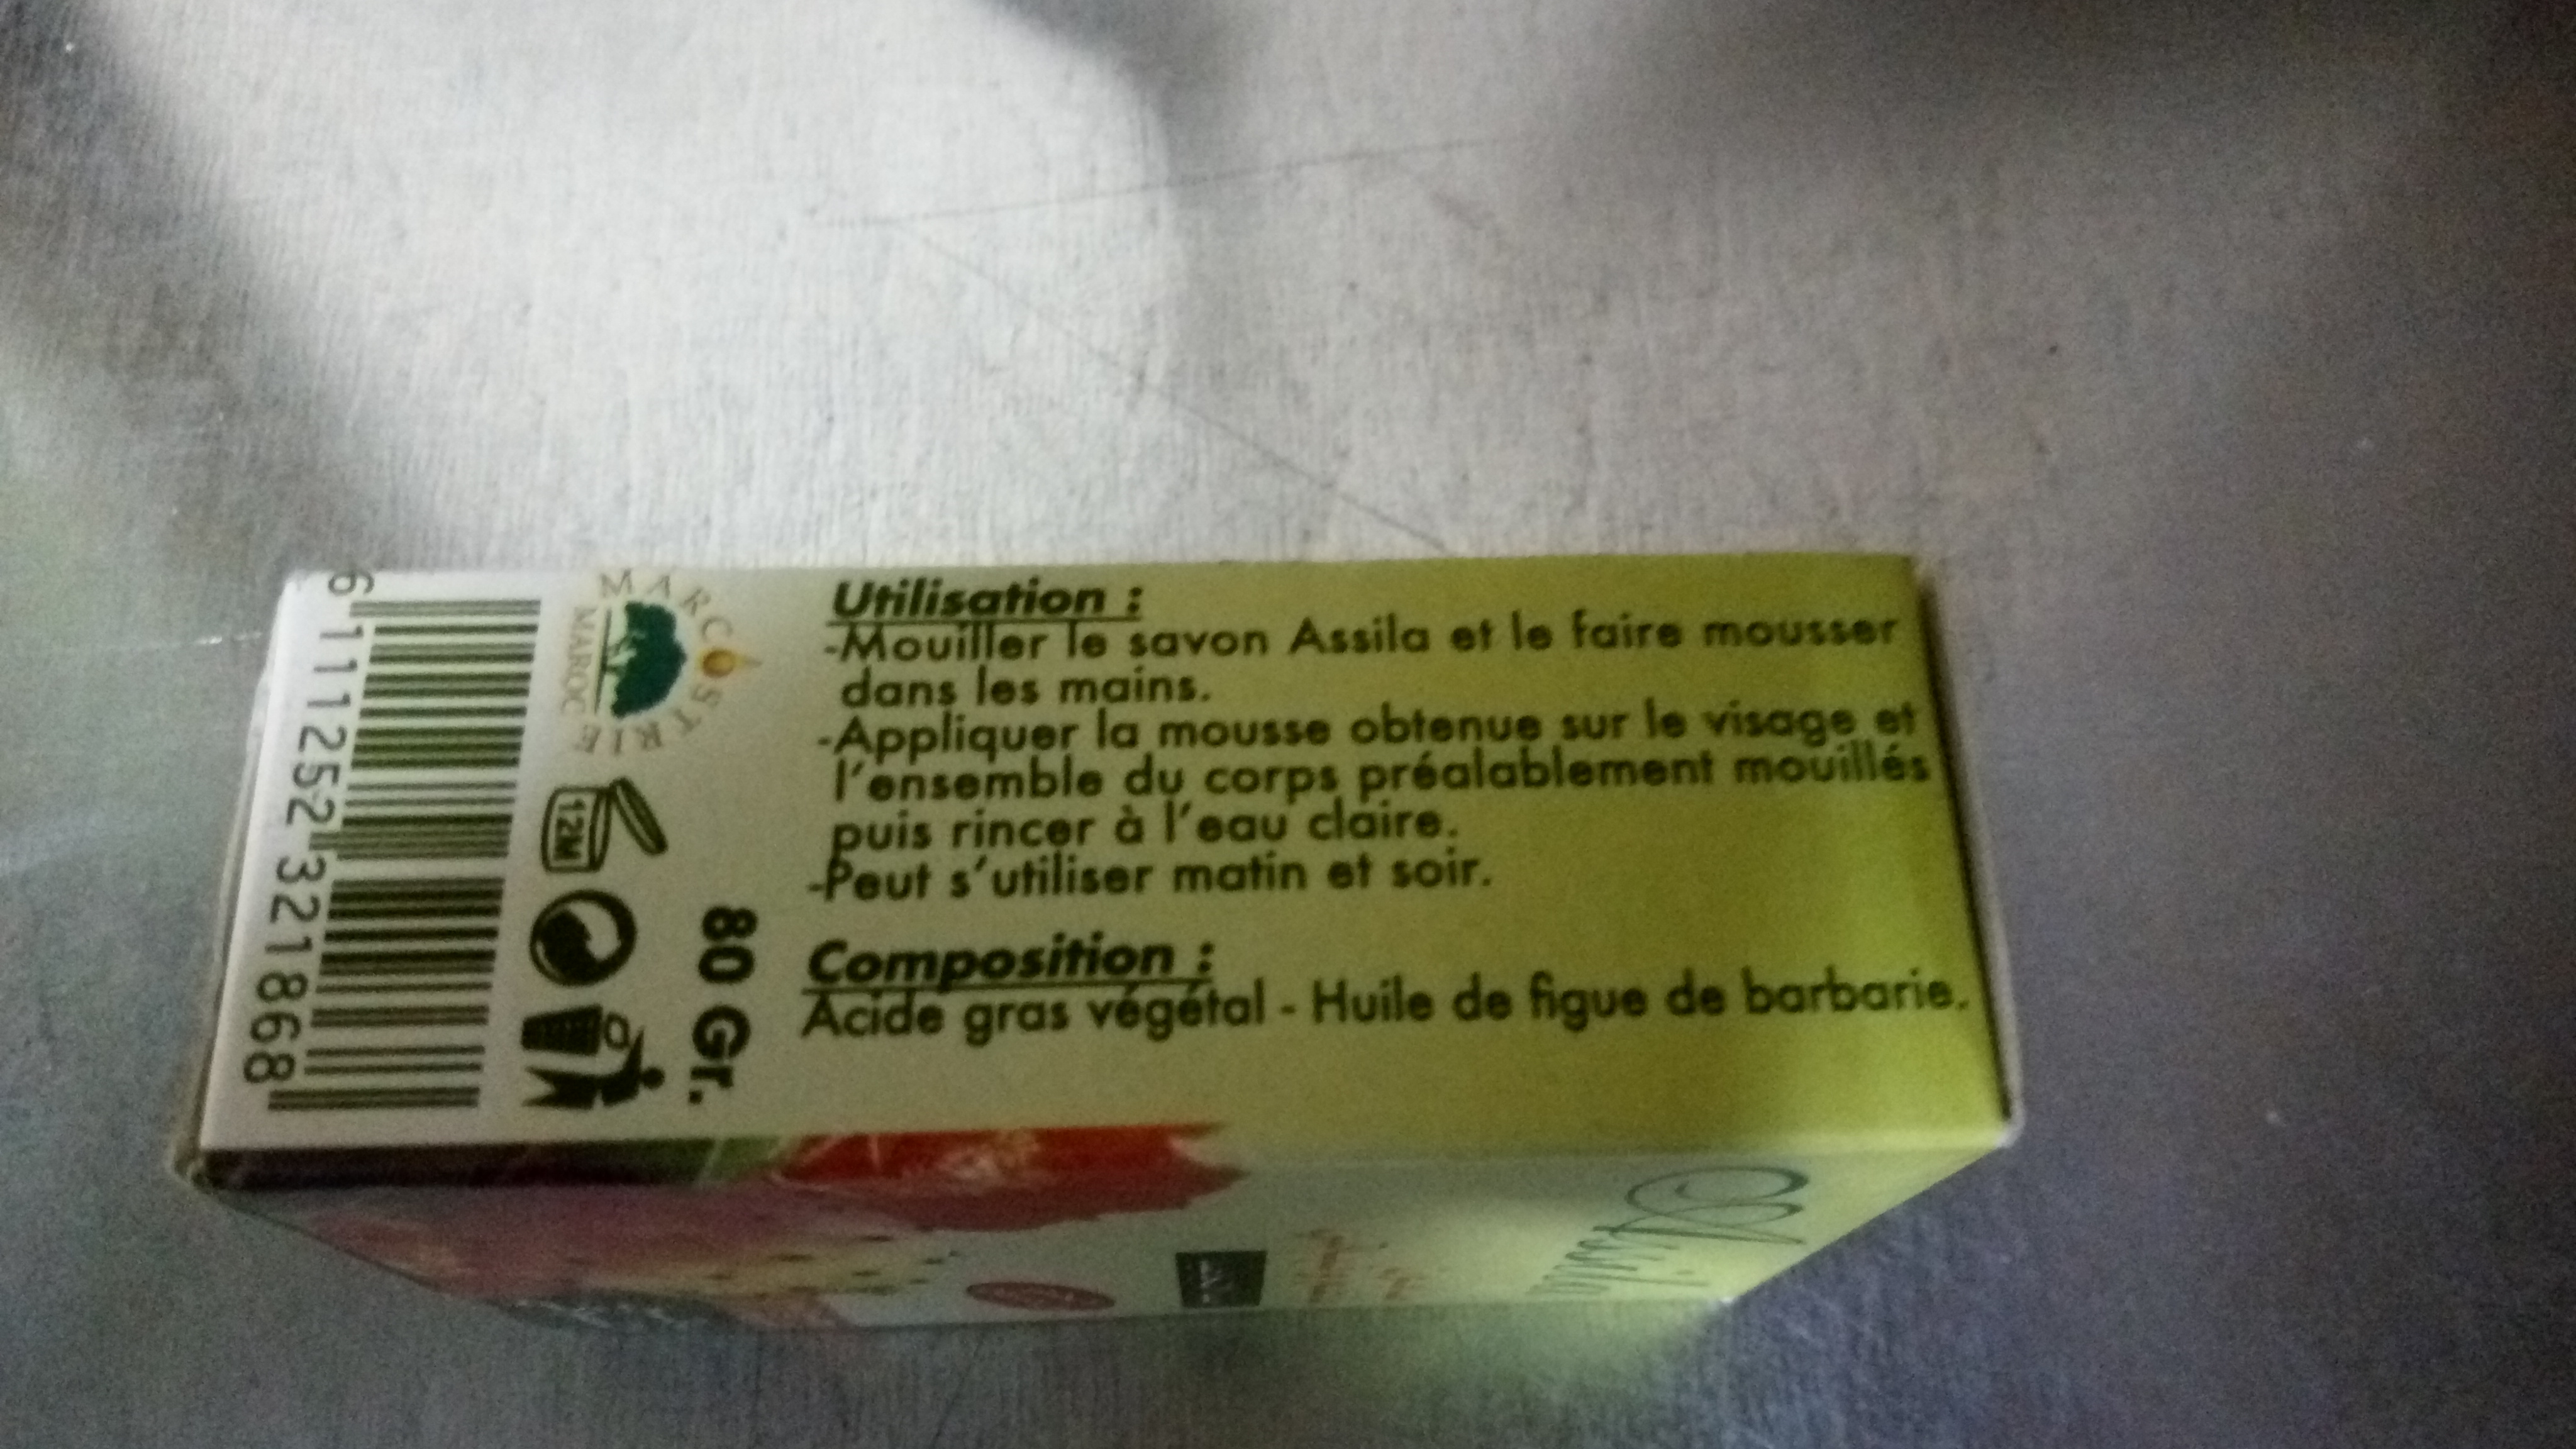 Utilisation :
-Mouiller le savon Assila et le faire mousser
dans les mains.
-Appliquer la mousse obtenue sur le visage et
l'ensemble du corps préalablement mouillés
puis rincer à l'eau claire.
-Peut s'utiliser matin et soir.
Composition :
Acide gras végétal - Huile de figue de barbarie.
80 Gr.
MARCOSTRIE
MAROC
12M
6 111252 321868
Assila